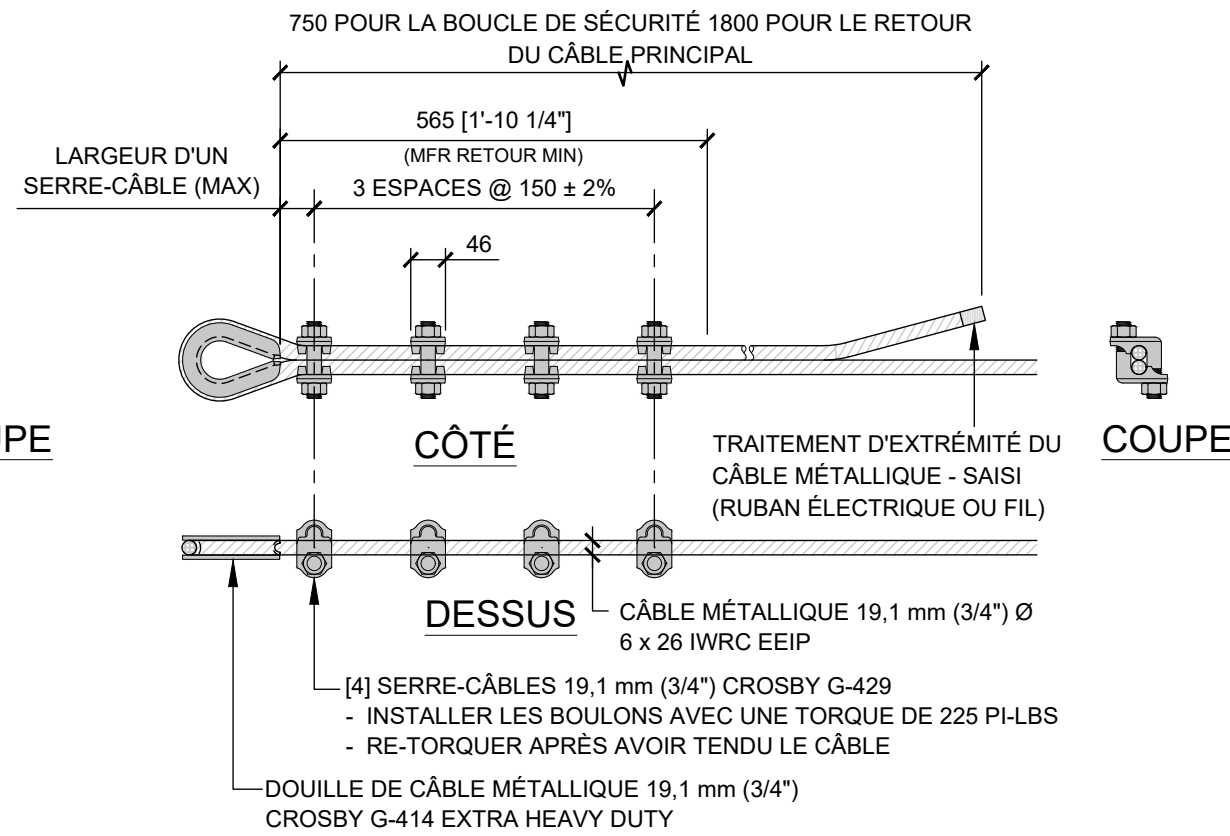 750 POUR LA BOUCLE DE SÉCURITÉ 1800 POUR LE RETOUR
DU CÂBLE PRINCIPAL
565 [1'-10 1/4"]
(MFR RETOUR MIN)
LARGEUR D'UN
SERRE-CÂBLE (MAX)
3 ESPACES @ 150 ± 2%
46
UPE
CÔTÉ
TRAITEMENT D'EXTRÉMITÉ DU
CÂBLE MÉTALLIQUE - SAISI
(RUBAN ÉLECTRIQUE OU FIL)
COUPE
DESSUS
CÂBLE MÉTALLIQUE 19,1 mm (3/4") Ø
6 x 26 IWRC EEIP
[4] SERRE-CÂBLES 19,1 mm (3/4") CROSBY G-429
- INSTALLER LES BOULONS AVEC UNE TORQUE DE 225 PI-LBS
- RE-TORQUER APRÈS AVOIR TENDU LE CÂBLE
DOUILLE DE CÂBLE MÉTALLIQUE 19,1 mm (3/4")
CROSBY G-414 EXTRA HEAVY DUTY